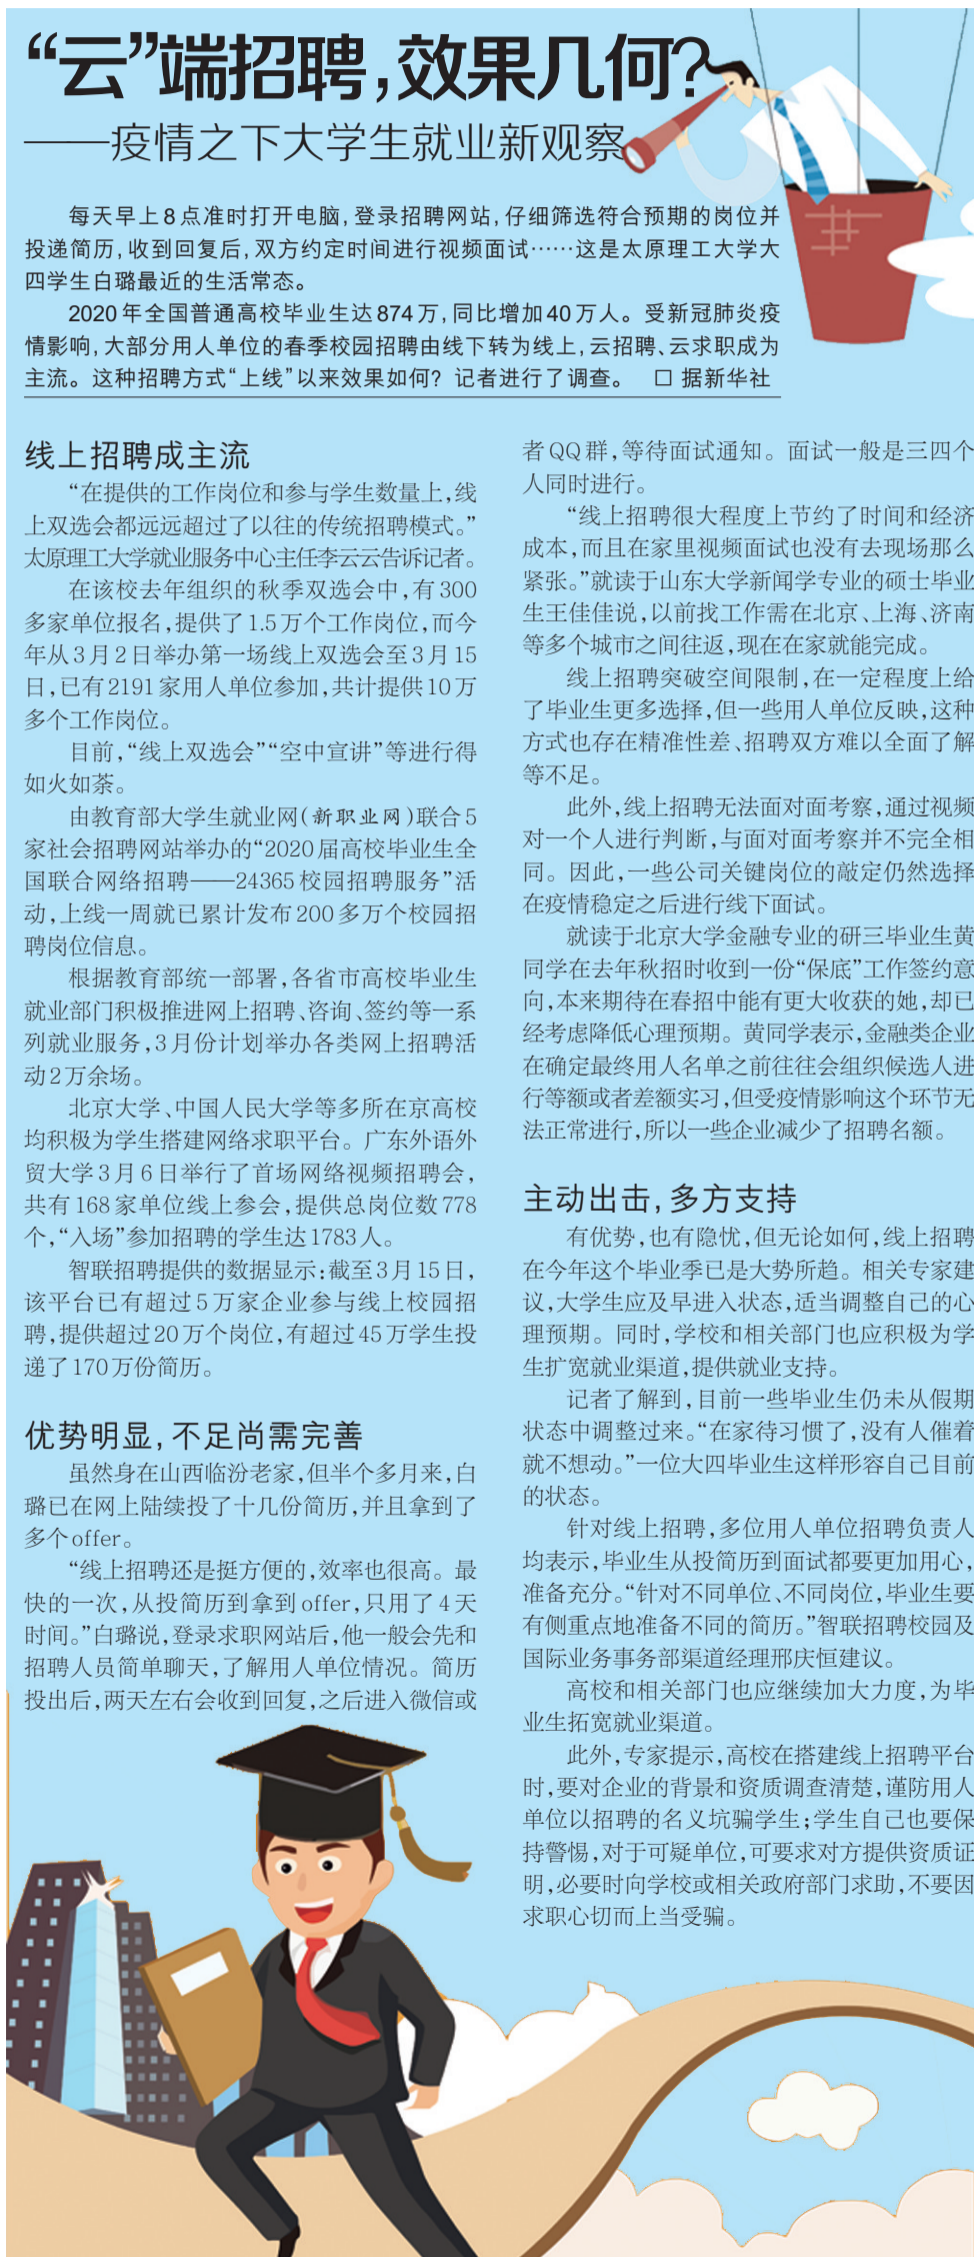 “云”端招聘,效果几何?
——疫情之下大学生就业新观察
每天早上8点准时打开电脑,登录招聘网站,仔细筛选符合预期的岗位并
投递简历,收到回复后,双方约定时间进行视频面试……这是太原理工大学大
四学生白璐最近的生活常态。
2020年全国普通高校毕业生达874万,同比增加40万人。受新冠肺炎疫
情影响,大部分用人单位的春季校园招聘由线下转为线上,云招聘、云求职成为
主流。这种招聘方式“上线”以来效果如何？记者进行了调查。 □ 据新华社
线上招聘成主流
“在提供的工作岗位和参与学生数量上,线
上双选会都远远超过了以往的传统招聘模式。”
太原理工大学就业服务中心主任李云云告诉记者。
在该校去年组织的秋季双选会中,有300
多家单位报名,提供了1.5万个工作岗位,而今
年从3月2日举办第一场线上双选会至3月15
日,已有2191家用人单位参加,共计提供10万
多个工作岗位。
目前,“线上双选会”“空中宣讲”等进行得
如火如荼。
由教育部大学生就业网(新职业网)联合5
家社会招聘网站举办的“2020届高校毕业生全
国联合网络招聘——24365校园招聘服务”活
动,上线一周就已累计发布200多万个校园招
聘岗位信息。
根据教育部统一部署,各省市高校毕业生
就业部门积极推进网上招聘、咨询、签约等一系
列就业服务,3月份计划举办各类网上招聘活
动2万余场。
北京大学、中国人民大学等多所在京高校
均积极为学生搭建网络求职平台。广东外语外
贸大学3月6日举行了首场网络视频招聘会,
共有168家单位线上参会,提供总岗位数778
个,“入场”参加招聘的学生达1783人。
智联招聘提供的数据显示:截至3月15日,
该平台已有超过5万家企业参与线上校园招
聘,提供超过20万个岗位,有超过45万学生投
递了170万份简历。
优势明显,不足尚需完善
虽然身在山西临汾老家,但半个多月来,白
璐已在网上陆续投了十几份简历,并且拿到了
多个offer。
“线上招聘还是挺方便的,效率也很高。最
快的一次,从投简历到拿到offer,只用了4天
时间。”白璐说,登录求职网站后,他一般会先和
招聘人员简单聊天,了解用人单位情况。简历
投出后,两天左右会收到回复,之后进入微信或
者QQ群,等待面试通知。面试一般是三四个
人同时进行。
“线上招聘很大程度上节约了时间和经济
成本,而且在家里视频面试也没有去现场那么
紧张。”就读于山东大学新闻学专业的硕士毕业
生王佳佳说,以前找工作需在北京、上海、济南
等多个城市之间往返,现在在家就能完成。
线上招聘突破空间限制,在一定程度上给
了毕业生更多选择,但一些用人单位反映,这种
方式也存在精准性差、招聘双方难以全面了解
等不足。
此外,线上招聘无法面对面考察,通过视频
对一个人进行判断,与面对面考察并不完全相
同。因此,一些公司关键岗位的敲定仍然选择
在疫情稳定之后进行线下面试。
就读于北京大学金融专业的研三毕业生黄
同学在去年秋招时收到一份“保底”工作签约意
向,本来期待在春招中能有更大收获的她,却已
经考虑降低心理预期。黄同学表示,金融类企业
在确定最终用人名单之前往往会组织候选人进
行等额或者差额实习,但受疫情影响这个环节无
法正常进行,所以一些企业减少了招聘名额。
主动出击,多方支持
有优势,也有隐忧,但无论如何,线上招聘
在今年这个毕业季已是大势所趋。相关专家建
议,大学生应及早进入状态,适当调整自己的心
理预期。同时,学校和相关部门也应积极为学
生扩宽就业渠道,提供就业支持。
记者了解到,目前一些毕业生仍未从假期
状态中调整过来。“在家待习惯了,没有人催着
就不想动。”一位大四毕业生这样形容自己目前
的状态。
针对线上招聘,多位用人单位招聘负责人
均表示,毕业生从投简历到面试都要更加用心,
准备充分。“针对不同单位、不同岗位,毕业生要
有侧重点地准备不同的简历。”智联招聘校园及
国际业务事务部渠道经理邢庆恒建议。
高校和相关部门也应继续加大力度,为毕
业生拓宽就业渠道。
此外,专家提示,高校在搭建线上招聘平台
时,要对企业的背景和资质调查清楚,谨防用人
单位以招聘的名义坑骗学生;学生自己也要保
持警惕,对于可疑单位,可要求对方提供资质证
明,必要时向学校或相关政府部门求助,不要因
求职心切而上当受骗。